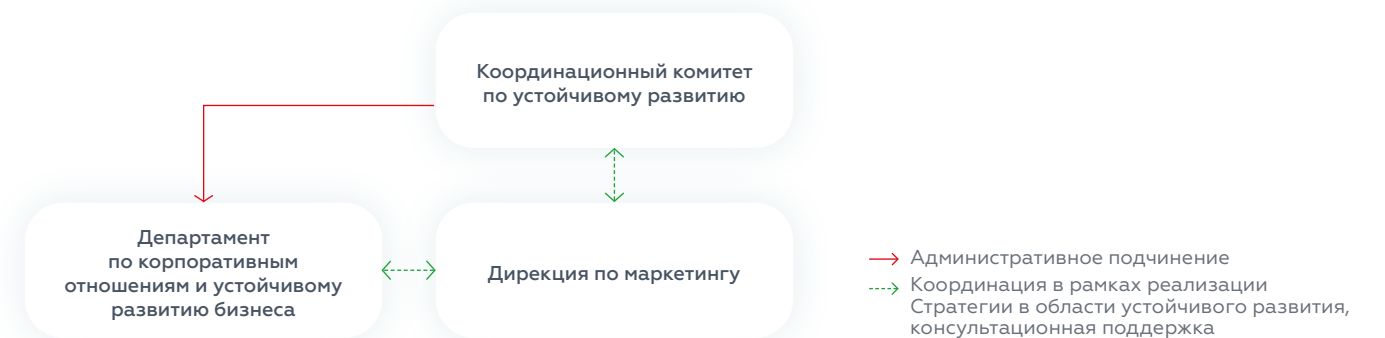 Координационный комитет
по устойчивому развитию
Департамент
по корпоративным
отношениям и устойчивому
развитию бизнеса
Дирекция по маркетингу
Административное подчинение
Координация в рамках реализации
Стратегии в области устойчивого развития,
консультационная поддержка